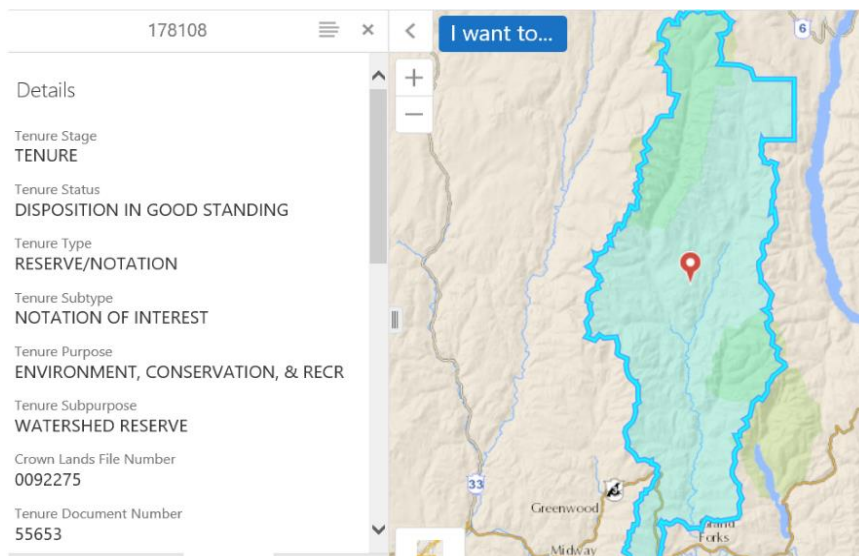 178108
I want to...
Details
Tenure Stage
TENURE
Tenure Status
DISPOSITION IN GOOD STANDING
Tenure Type
RESERVE/NOTATION
Tenure Subtype
NOTATION OF INTEREST
Tenure Purpose
ENVIRONMENT, CONSERVATION, & RECR
Tenure Subpurpose
WATERSHED RESERVE
Crown Lands File Number
0092275
Tenure Document Number
55653
6
33
Greenwood
Midway
Forks